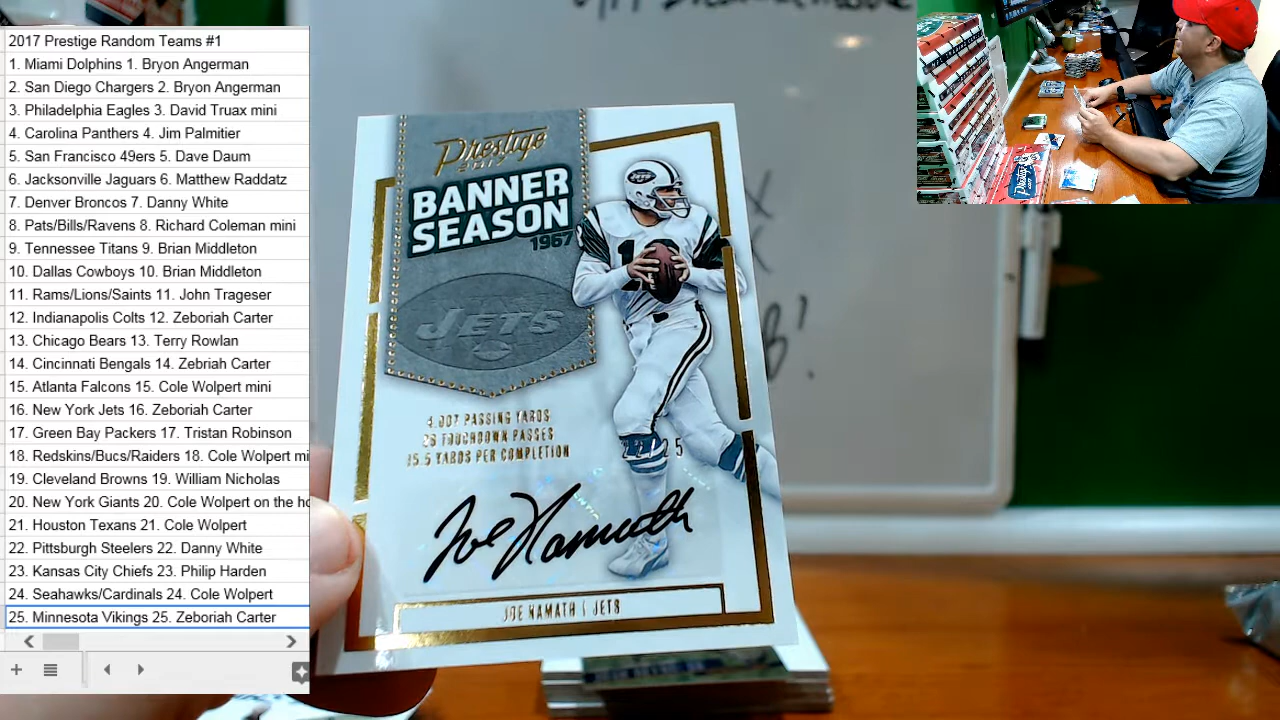 2017 Prestige Random Teams #1
1. Miami Dolphins 1. Bryon Angerman
2. San Diego Chargers 2. Bryon Angerman
3. Philadelphia Eagles 3. David Truax mini
4. Carolina Panthers 4. Jim Palmitier
5. San Francisco 49ers 5. Dave Daum
6. Jacksonville Jaguars 6. Matthew Raddatz
7. Denver Broncos 7. Danny White
8. Pats/Bills/Ravens 8. Richard Coleman mini
9. Tennessee Titans 9. Brian Middleton
10. Dallas Cowboys 10. Brian Middleton
11. Rams/Lions/Saints 11. John Trageser
12. Indianapolis Colts 12. Zeboriah Carter
13. Chicago Bears 13. Terry Rowlan
14. Cincinnati Bengals 14. Zebriah Carter
15. Atlanta Falcons 15. Cole Wolpert mini
16. New York Jets 16. Zeboriah Carter
17. Green Bay Packers 17. Tristan Robinson
18. Redskins/Bucs/Raiders 18. Cole Wolpert mi
19. Cleveland Browns 19. William Nicholas
20. New York Giants 20. Cole Wolpert on the ho
21. Houston Texans 21. Cole Wolpert
22. Pittsburgh Steelers 22. Danny White
23. Kansas City Chiefs 23. Philip Harden
24. Seahawks/Cardinals 24. Cole Wolpert
25. Minnesota Vikings 25. Zeboriah Carter
Prestige
2017
BANNER
SEASON
1967
JETS
JETS
12
4,007 PASSING YARDS
26 TOUCHDOWN PASSES
15.5 YARDS PER COMPLETION
22/25
Joe Namath
JOE NAMATH | JETS
Prestige